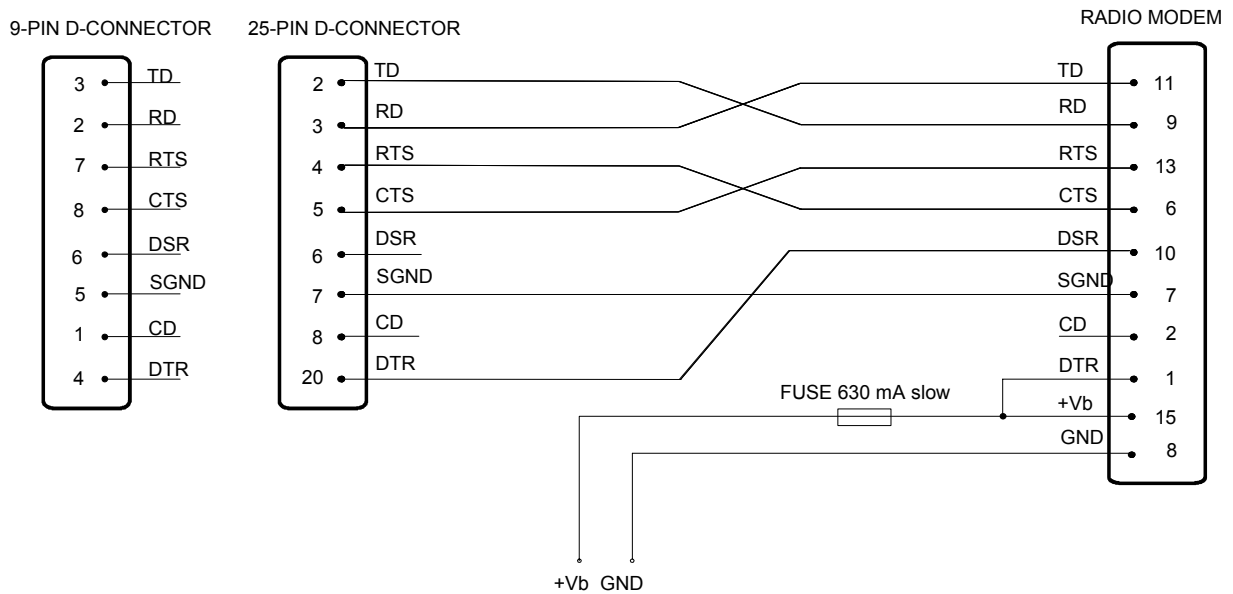 RADIO MODEM
9-PIN D-CONNECTOR 25-PIN D-CONNECTOR
3 TD 2 TD TD 11
2 RD 3 RD RD 9
7 RTS 4 RTS RTS 13
8 CTS 5 CTS CTS 6
6 DSR 6 DSR DSR 10
5 SGND 7 SGND SGND 7
1 CD 8 CD CD 2
4 DTR 20 DTR DTR 1
FUSE 630 mA slow +Vb 15
GND 8
+Vb GND